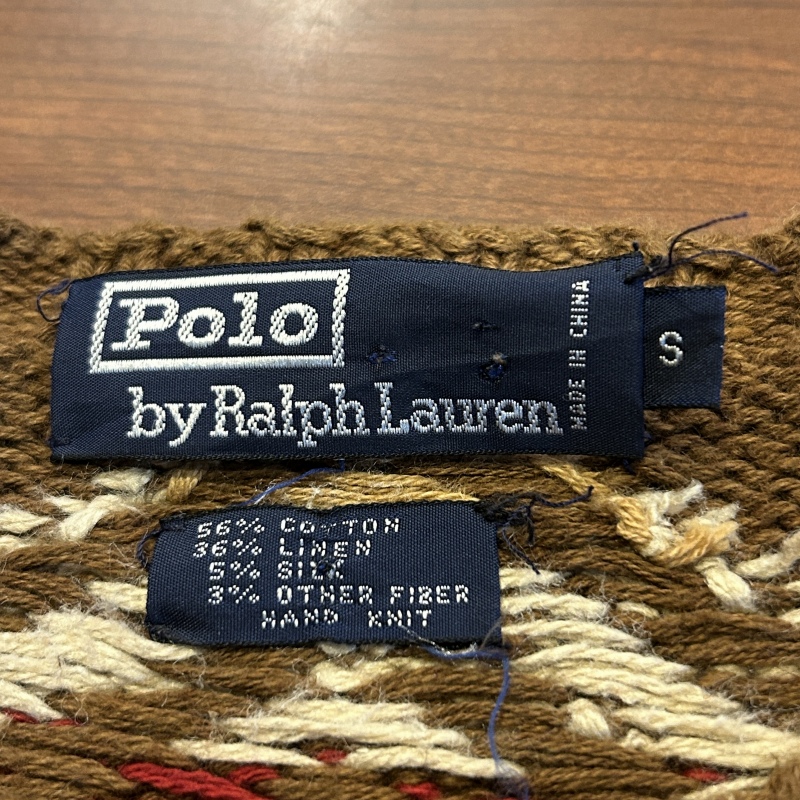 Polo
by Ralph Lauren
MADE IN CHINA
S
56% COTTON
36% LINEN
5% SILK
3% OTHER FIBER
HAND KNIT